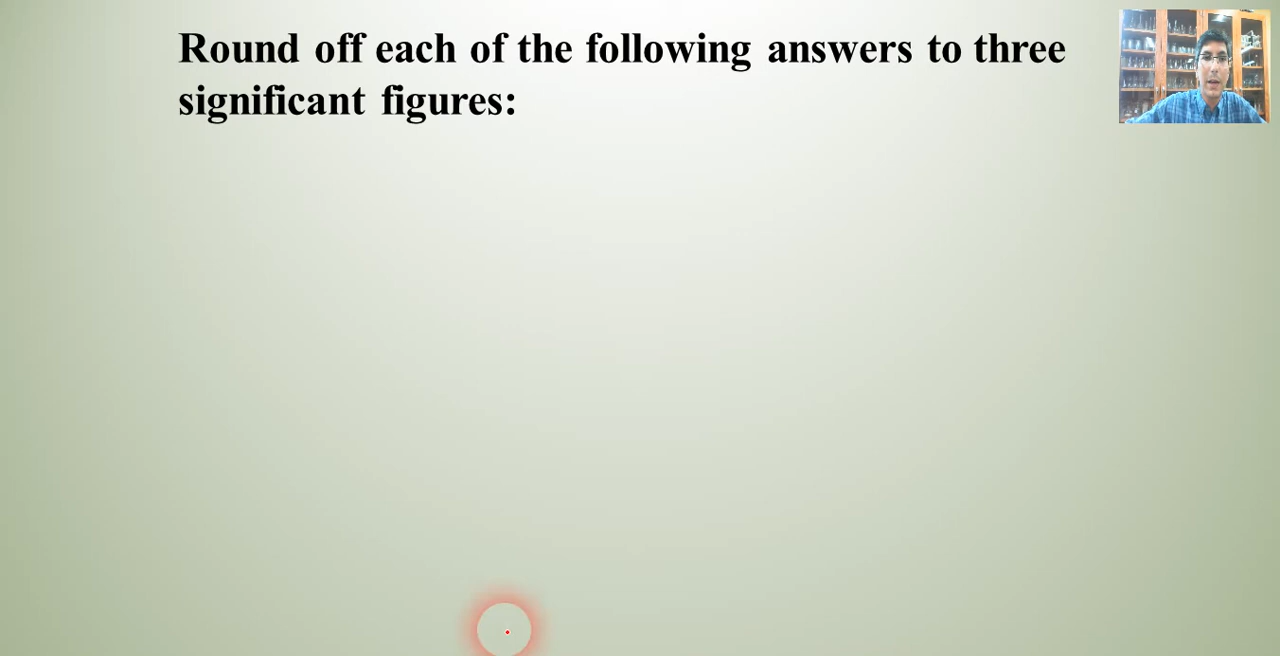 Round off each of the following answers to three
significant figures: